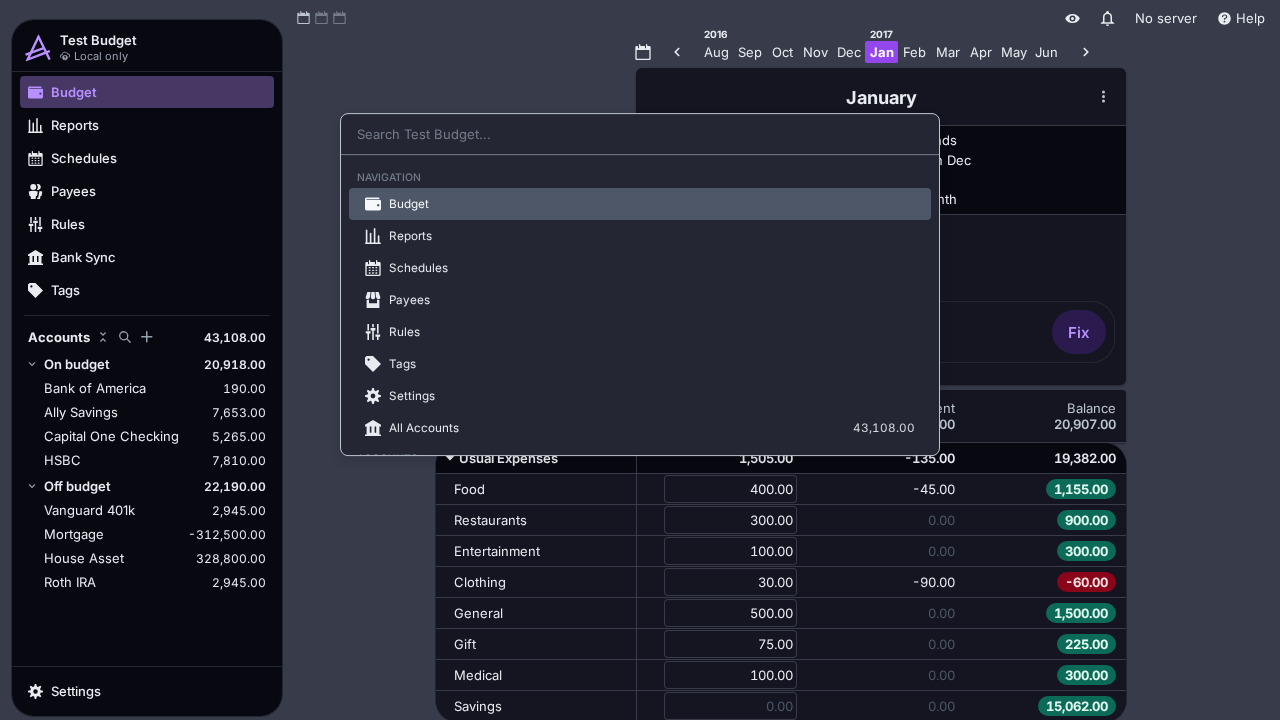 Test Budget
Local only
Budget
Reports
Schedules
Payees
Rules
Bank Sync
Tags
Accounts 43,108.00
On budget 20,918.00
Bank of America 190.00
Ally Savings 7,653.00
Capital One Checking 5,265.00
HSBC 7,810.00
Off budget 22,190.00
Vanguard 401k 2,945.00
Mortgage -312,500.00
House Asset 328,800.00
Roth IRA 2,945.00
Settings
No server
Help
2016 2017
Aug Sep Oct Nov Dec Jan Feb Mar Apr May Jun
January
nds
Dec
nth
Fix
Search Test Budget...
NAVIGATION
Budget
Reports
Schedules
Payees
Rules
Tags
Settings
All Accounts 43,108.00
ent Balance
00 20,907.00
Usual Expenses 1,505.00 -135.00 19,382.00
Food 400.00 -45.00 1,155.00
Restaurants 300.00 0.00 900.00
Entertainment 100.00 0.00 300.00
Clothing 30.00 -90.00 -60.00
General 500.00 0.00 1,500.00
Gift 75.00 0.00 225.00
Medical 100.00 0.00 300.00
Savings 0.00 0.00 15,062.00